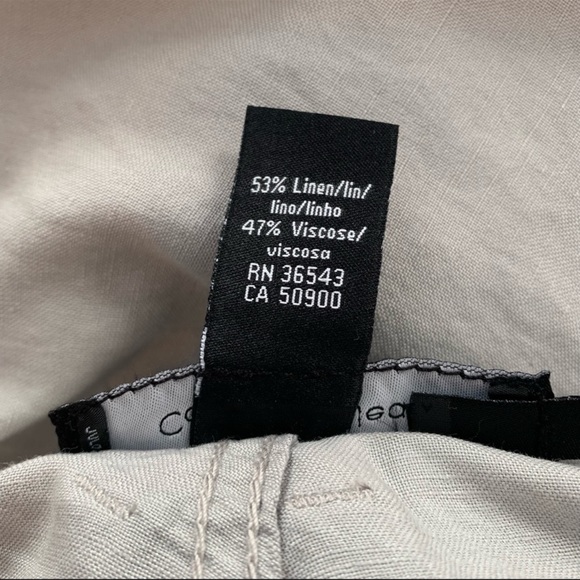 53% Linen/lin/
lino/linho
47% Viscose/
viscosa
RN 36543
CA 50900